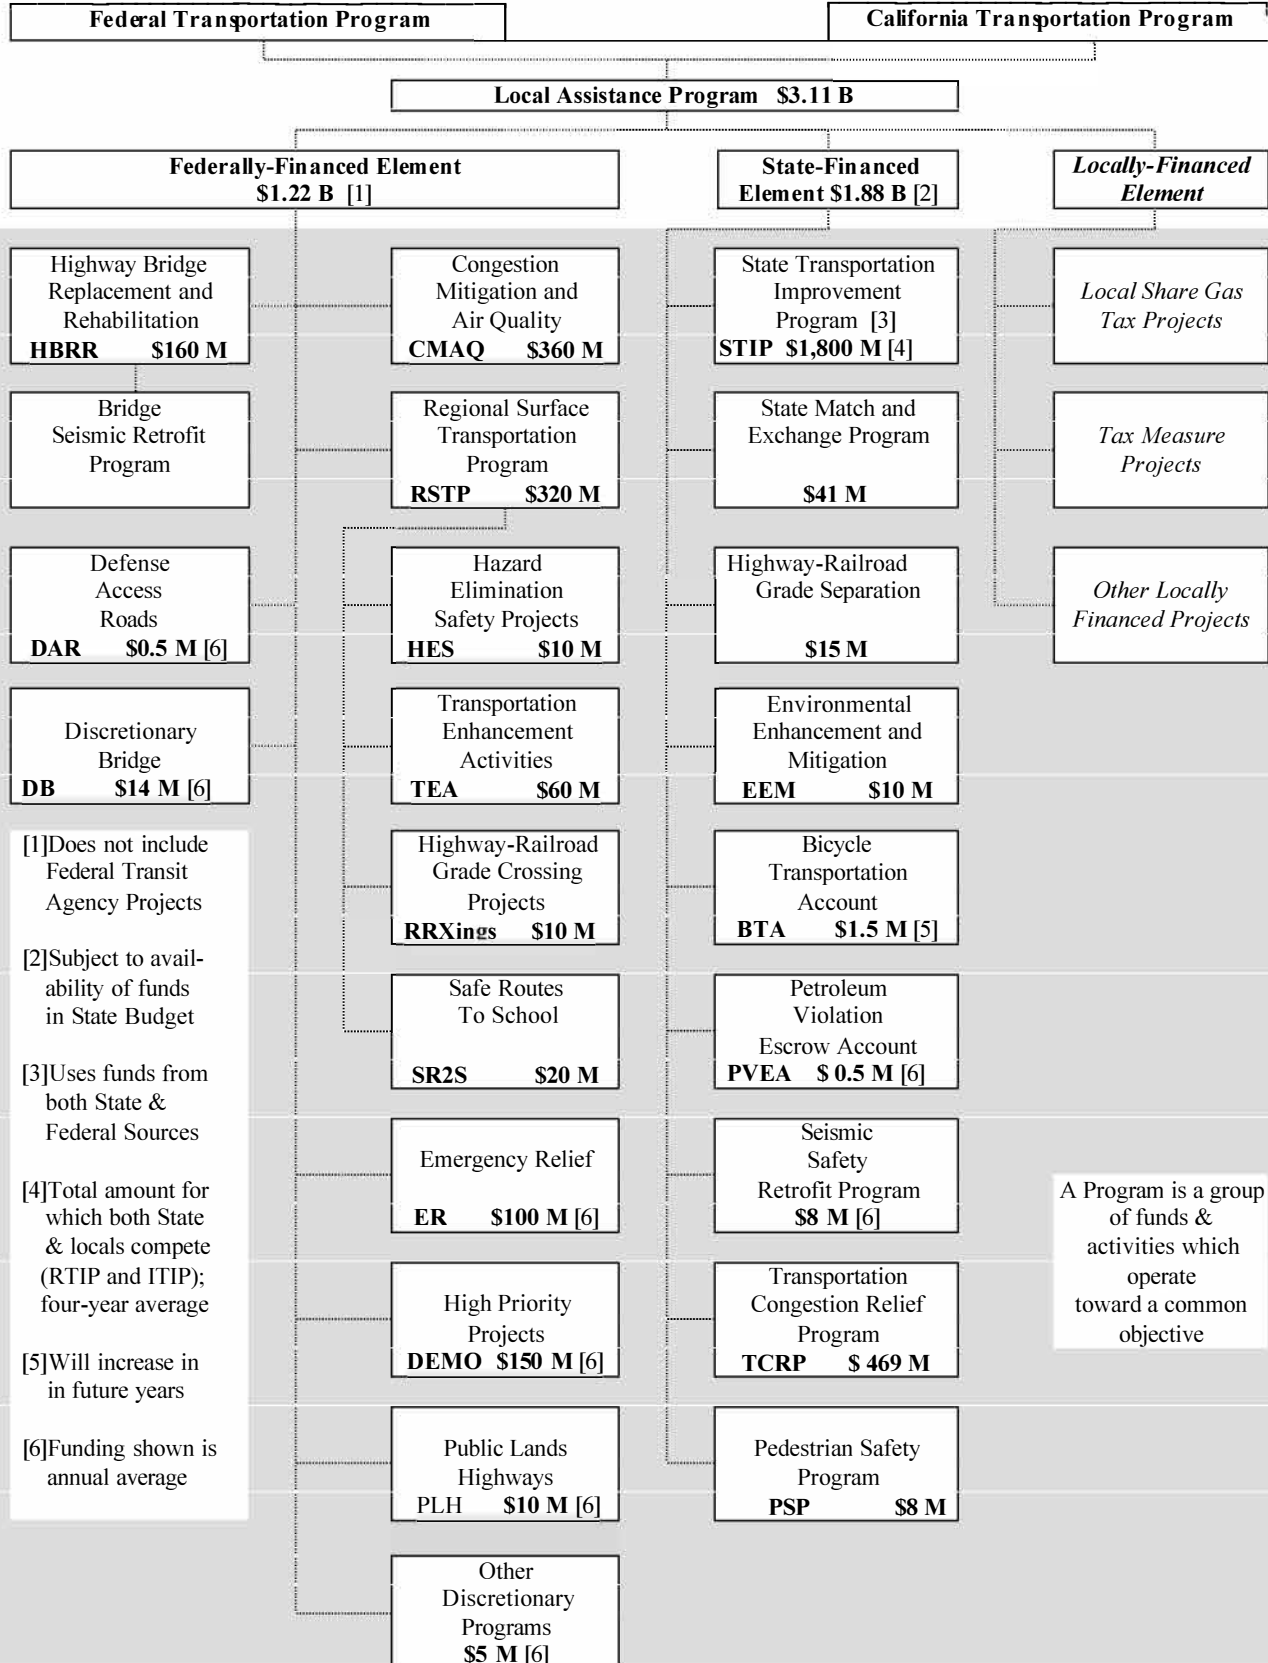 Federal Transportation Program
California Transportation Program
Local Assistance Program $3.11 B
Federally-Financed Element
$1.22 B [1]
State-Financed
Element $1.88 B [2]
Locally-Financed
Element
Highway Bridge
Replacement and
Rehabilitation
HBRR $160 M
Congestion
Mitigation and
Air Quality
CMAQ $360 M
State Transportation
Improvement
Program [3]
STIP $1,800 M [4]
Local Share Gas
Tax Projects
Bridge
Seismic Retrofit
Program
Regional Surface
Transportation
Program
RSTP $320 M
State Match and
Exchange Program
$41 M
Tax Measure
Projects
Defense
Access
Roads
DAR $0.5 M [6]
Hazard
Elimination
Safety Projects
HES $10 M
Highway-Railroad
Grade Separation
$15 M
Other Locally
Financed Projects
Discretionary
Bridge
DB $14 M [6]
Transportation
Enhancement
Activities
TEA $60 M
Environmental
Enhancement and
Mitigation
EEM $10 M
[1]Does not include
Federal Transit
Agency Projects
[2]Subject to avail-
ability of funds
in State Budget
[3]Uses funds from
both State &
Federal Sources
[4]Total amount for
which both State
& locals compete
(RTIP and ITIP);
four-year average
[5]Will increase in
in future years
[6]Funding shown is
annual average
Highway-Railroad
Grade Crossing
Projects
RRXings $10 M
Bicycle
Transportation
Account
BTA $1.5 M [5]
Safe Routes
To School
SR2S $20 M
Petroleum
Violation
Escrow Account
PVEA $ 0.5 M [6]
Emergency Relief
ER $100 M [6]
Seismic
Safety
Retrofit Program
$8 M [6]
A Program is a group
of funds &
activities which
operate
toward a common
objective
High Priority
Projects
DEMO $150 M [6]
Transportation
Congestion Relief
Program
TCRP $ 469 M
Public Lands
Highways
PLH $10 M [6]
Pedestrian Safety
Program
PSP $8 M
Other
Discretionary
Programs
$5 M [6]